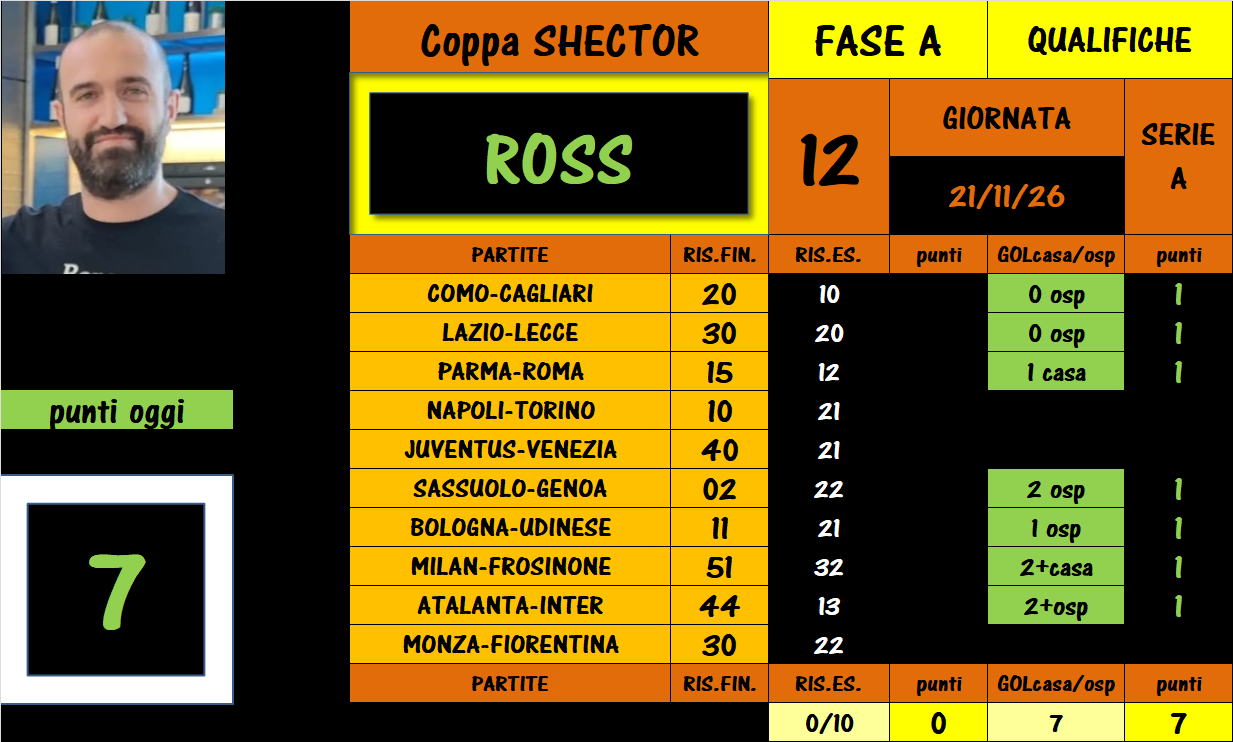 Coppa SHECTOR
FASE A
QUALIFICHE
ROSS
12
GIORNATA
21/11/26
SERIE
A
PARTITE RIS.FIN. RIS.ES. punti GOLcasa/osp punti
COMO-CAGLIARI 20 10 0 osp 1
LAZIO-LECCE 30 20 0 osp 1
PARMA-ROMA 15 12 1 casa 1
NAPOLI-TORINO 10 21
JUVENTUS-VENEZIA 40 21
SASSUOLO-GENOA 02 22 2 osp 1
BOLOGNA-UDINESE 11 21 1 osp 1
MILAN-FROSINONE 51 32 2+casa 1
ATALANTA-INTER 44 13 2+osp 1
MONZA-FIORENTINA 30 22
PARTITE RIS.FIN. RIS.ES. punti GOLcasa/osp punti
0/10 0 7 7
punti oggi
7